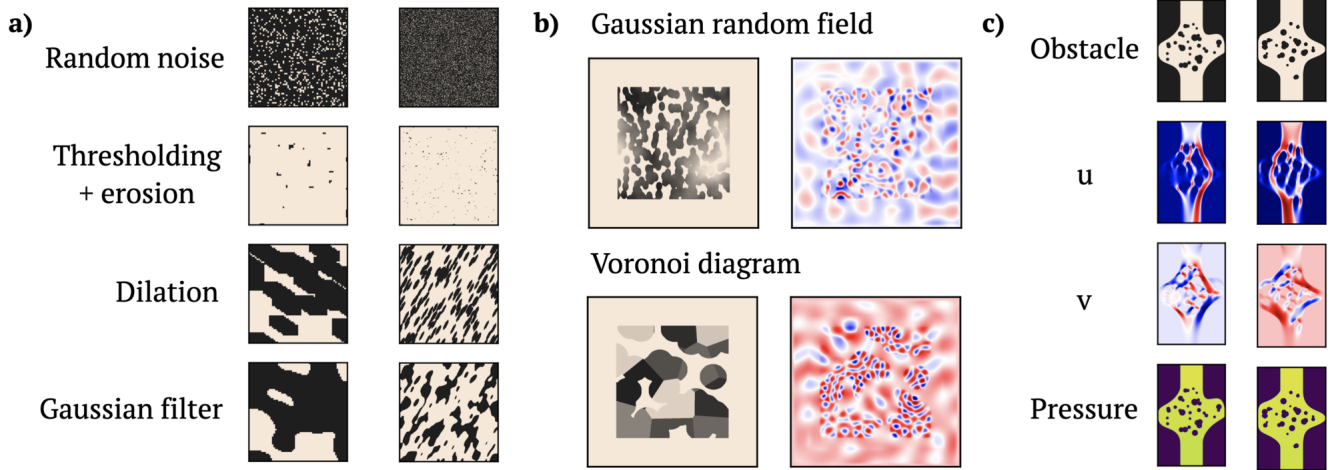 a)
Random noise
Thresholding
+ erosion
Dilation
Gaussian filter
b)
Gaussian random field
Voronoi diagram
c)
Obstacle
u
v
Pressure